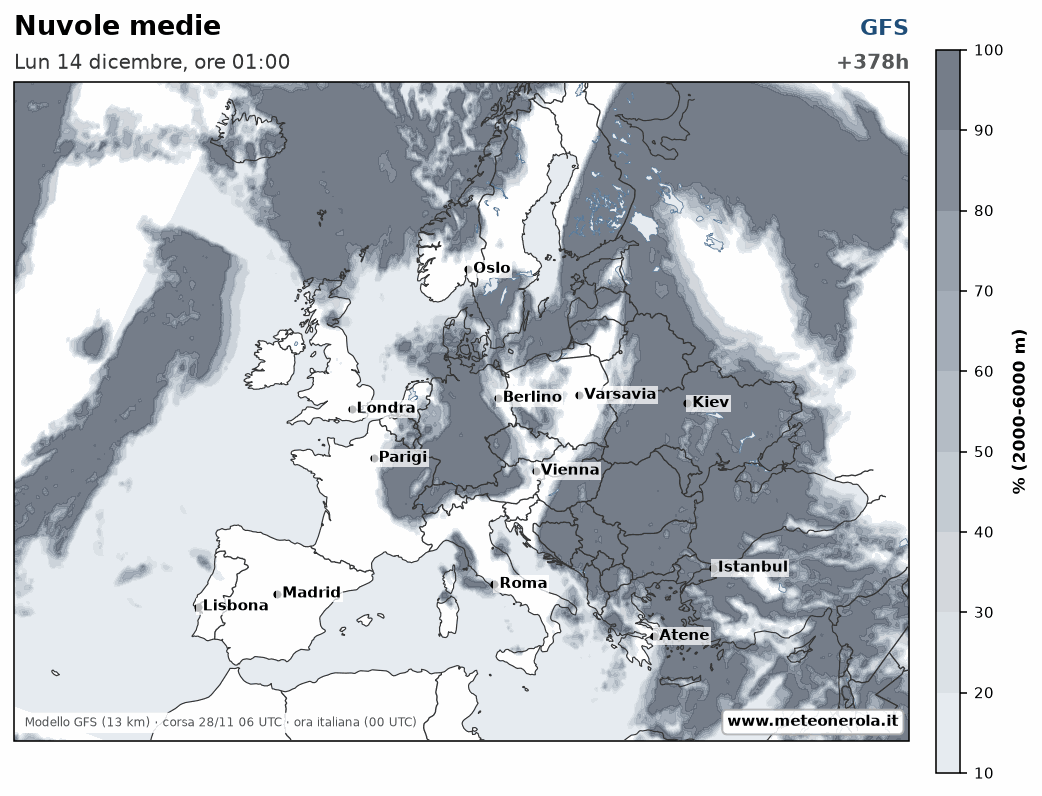 Nuvole medie
GFS
Lun 14 dicembre, ore 01:00
+378h
100
90
80
70
60
50
40
30
20
10
% (2000-6000 m)
Oslo
Berlino
Varsavia
Kiev
Londra
Parigi
Vienna
Istanbul
Roma
Madrid
Lisbona
Atene
Modello GFS (13 km) · corsa 28/11 06 UTC · ora italiana (00 UTC)
www.meteonerola.it